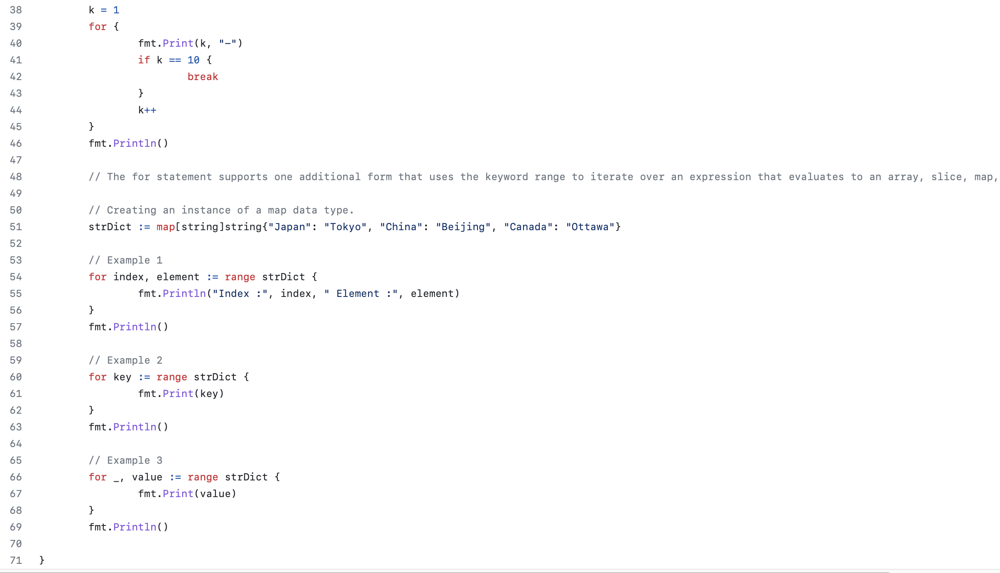 38 k = 1
39 for {
40 fmt.Print(k, "-")
41 if k == 10 {
42 break
43 }
44 k++
45 }
46 fmt.Println()
47
48 // The for statement supports one additional form that uses the keyword range to iterate over an expression that evaluates to an array, slice, map,
49
50 // Creating an instance of a map data type.
51 strDict := map[string]string{"Japan": "Tokyo", "China": "Beijing", "Canada": "Ottawa"}
52
53 // Example 1
54 for index, element := range strDict {
55 fmt.Println("Index :", index, " Element :", element)
56 }
57 fmt.Println()
58
59 // Example 2
60 for key := range strDict {
61 fmt.Print(key)
62 }
63 fmt.Println()
64
65 // Example 3
66 for _, value := range strDict {
67 fmt.Print(value)
68 }
69 fmt.Println()
70
71 }